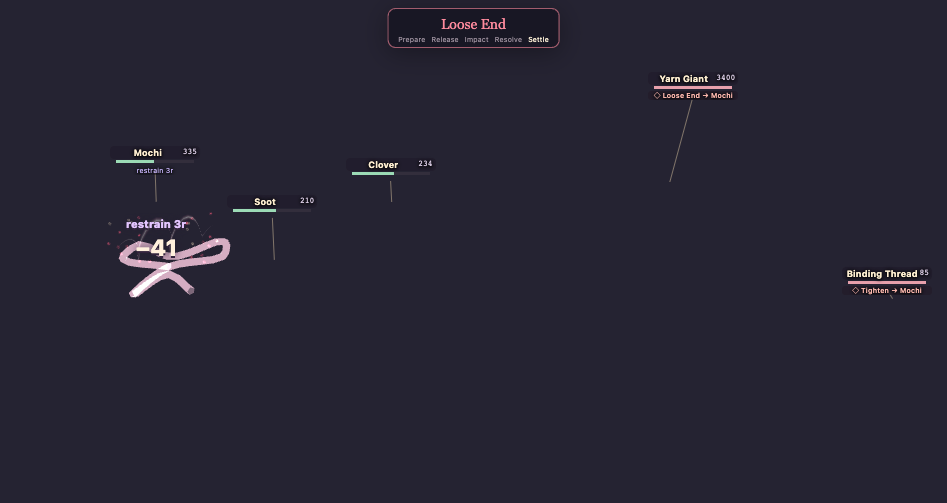 Loose End
Prepare Release Impact Resolve Settle
Yarn Giant 3400
◇ Loose End → Mochi
Mochi 335
restrain 3r
Clover 234
Soot 210
restrain 3r
−41
Binding Thread 85
◇ Tighten → Mochi